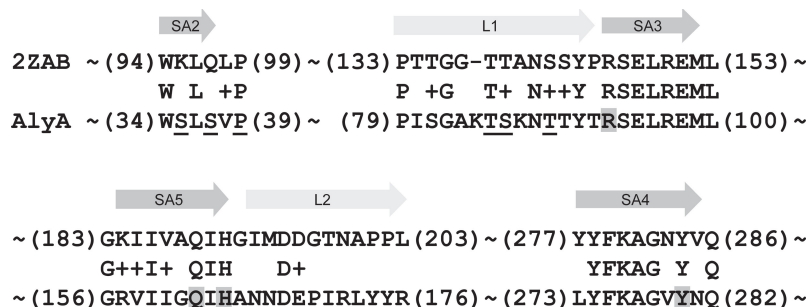 SA2 L1 SA3
2ZAB ~(94)WKLQLP(99)~(133)PTTGG-TTANSSYPRSELREML(153)~
W L +P P +G T+ N++Y RSELREML
AlyA ~(34)WSLSVP(39)~ (79)PISGAKTSKNTTYTRSELREML(100)~
SA5 L2 SA4
~(183)GKIIVAQIHGIMDDGTNAPPL(203)~(277)YYFKAGNYVQ(286)~
G++I+ QIH D+ YFKAG Y Q
~(156)GRVIIGQIHANNDEPIRLYYR(176)~(273)LYFKAGVYNQ(282)~